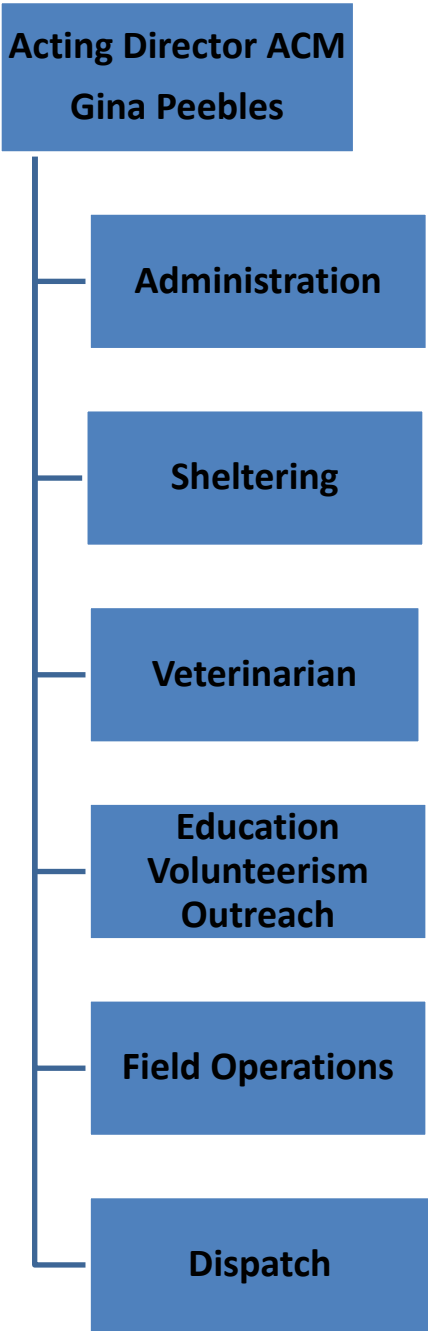 Acting Director ACM
Gina Peebles
Administration
Sheltering
Veterinarian
Education
Volunteerism
Outreach
Field Operations
Dispatch